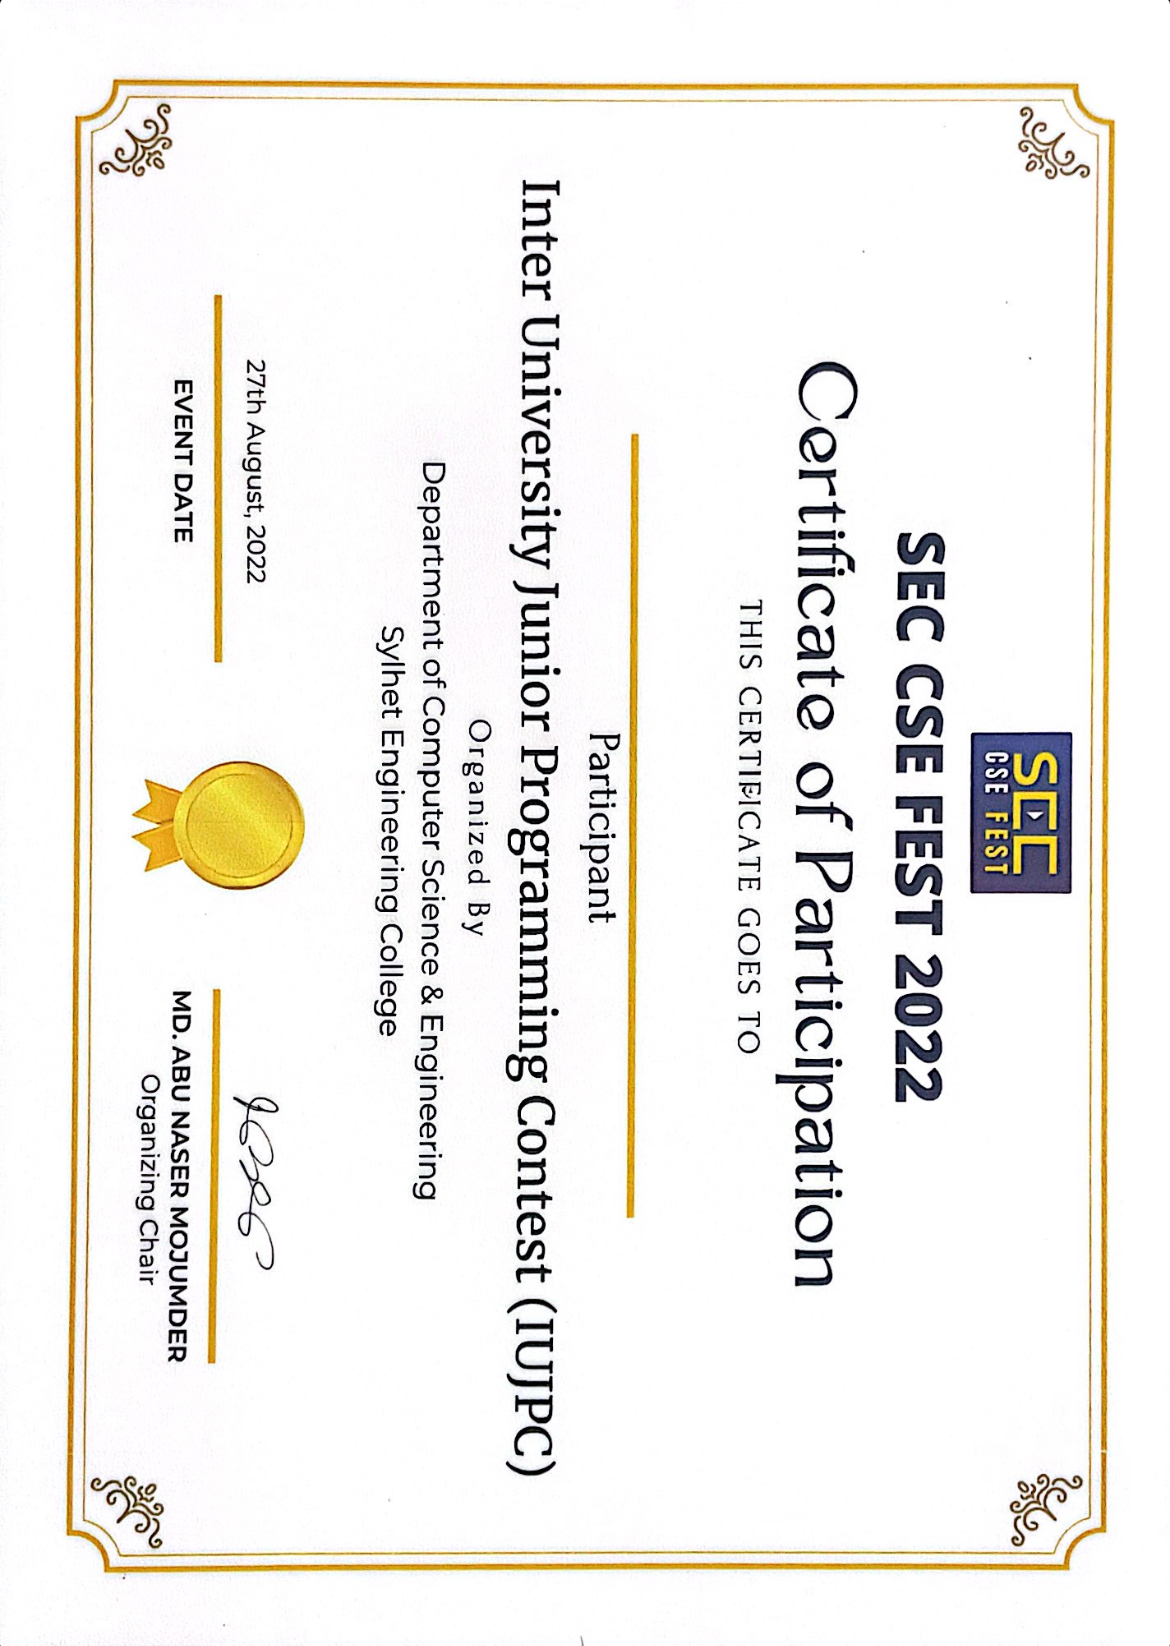 SEC
CSE FEST
SEC CSE FEST 2022
Certificate of Participation
THIS CERTIFICATE GOES TO
Participant
Inter University Junior Programming Contest (IUJPC)
Organized By
Department of Computer Science & Engineering
Sylhet Engineering College
27th August, 2022
EVENT DATE
MD. ABU NASER MOJUMDER
Organizing Chair